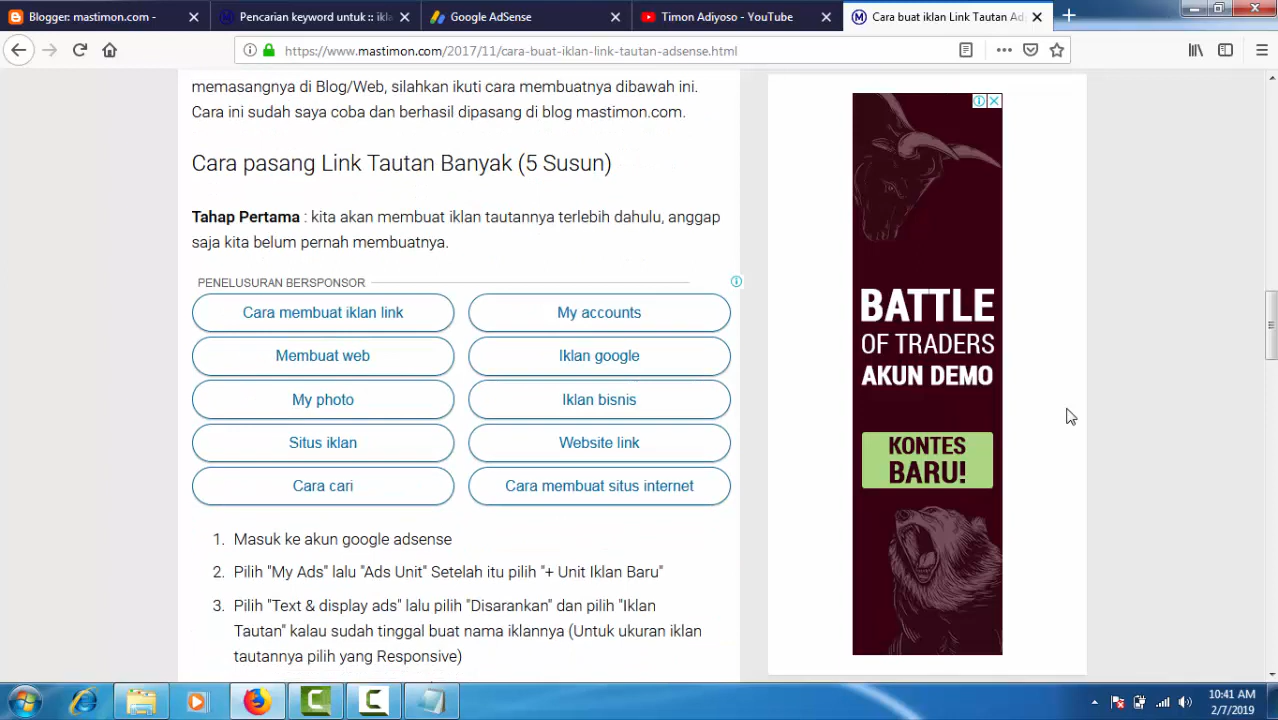 Blogger: mastimon.com -
Pencarian keyword untuk :: ikla
Google AdSense
Timon Adiyoso - YouTube
Cara buat iklan Link Tautan Ad
https://www.mastimon.com/2017/11/cara-buat-iklan-link-tautan-adsense.html
memasangnya di Blog/Web, silahkan ikuti cara membuatnya dibawah ini.
Cara ini sudah saya coba dan berhasil dipasang di blog mastimon.com.
Cara pasang Link Tautan Banyak (5 Susun)
Tahap Pertama : kita akan membuat iklan tautannya terlebih dahulu, anggap
saja kita belum pernah membuatnya.
PENELUSURAN BERSPONSOR
Cara membuat iklan link
My accounts
Membuat web
Iklan google
My photo
Iklan bisnis
Situs iklan
Website link
Cara cari
Cara membuat situs internet
1. Masuk ke akun google adsense
2. Pilih "My Ads" lalu "Ads Unit" Setelah itu pilih "+ Unit Iklan Baru"
3. Pilih "Text & display ads" lalu pilih "Disarankan" dan pilih "Iklan
Tautan" kalau sudah tinggal buat nama iklannya (Untuk ukuran iklan
tautannya pilih yang Responsive)
BATTLE
OF TRADERS
AKUN DEMO
KONTES
BARU!
10:41 AM
2/7/2019